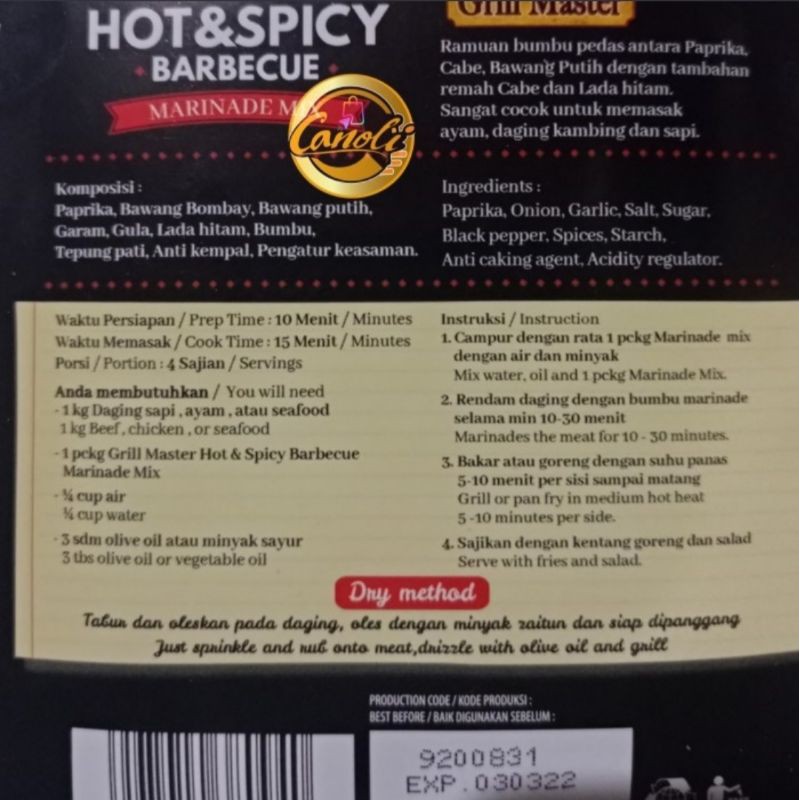 HOT&SPICY
BARBECUE
MARINADE
Canoli
Grill Master
Ramuan bumbu pedas antara Paprika,
Cabe, Bawang Putih dengan tambahan
remah Cabe dan Lada hitam.
Sangat cocok untuk memasak
ayam, daging kambing dan sapi.
Komposisi :
Paprika, Bawang Bombay, Bawang putih,
Garam, Gula, Lada hitam, Bumbu,
Tepung pati, Anti kempal, Pengatur keasaman.
Ingredients :
Paprika, Onion, Garlic, Salt, Sugar,
Black pepper, Spices, Starch,
Anti caking agent, Acidity regulator.
Waktu Persiapan / Prep Time : 10 Menit / Minutes
Waktu Memasak / Cook Time : 15 Menit / Minutes
Porsi / Portion : 4 Sajian / Servings
Anda membutuhkan / You will need
- 1 kg Daging sapi , ayam , atau seafood
1 kg Beef , chicken , or seafood
- 1 pckg Grill Master Hot & Spicy Barbecue
Marinade Mix
- ¾ cup air
¾ cup water
- 3 sdm olive oil atau minyak sayur
3 tbs olive oil or vegetable oil
Instruksi / Instruction
1. Campur dengan rata 1 pckg Marinade mix
dengan air dan minyak
Mix water, oil and 1 pckg Marinade Mix.
2. Rendam daging dengan bumbu marinade
selama min 10-30 menit
Marinades the meat for 10 - 30 minutes.
3. Bakar atau goreng dengan suhu panas
5-10 menit per sisi sampai matang
Grill or pan fry in medium hot heat
5 -10 minutes per side.
4. Sajikan dengan kentang goreng dan salad
Serve with fries and salad.
Dry method
Tabur dan oleskan pada daging, oles dengan minyak zaitun dan siap dipanggang
Just sprinkle and rub onto meat,drizzle with olive oil and grill
PRODUCTION CODE / KODE PRODUKSI :
BEST BEFORE / BAIK DIGUNAKAN SEBELUM :
9200831
EXP.030322